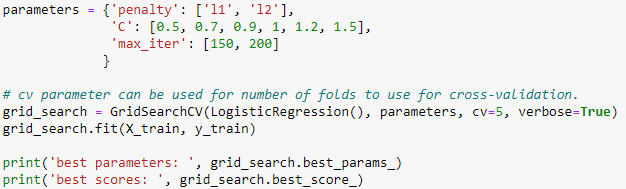 parameters = {'penalty': ['l1', 'l2'],
'C': [0.5, 0.7, 0.9, 1, 1.2, 1.5],
'max_iter': [150, 200]
}
# cv parameter can be used for number of folds to use for cross-validation.
grid_search = GridSearchCV(LogisticRegression(), parameters, cv=5, verbose=True)
grid_search.fit(X_train, y_train)
print('best parameters: ', grid_search.best_params_)
print('best scores: ', grid_search.best_score_)